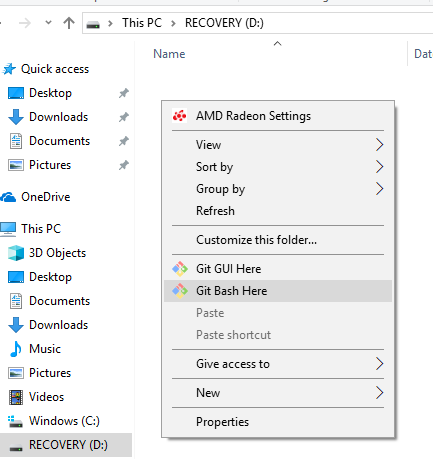 This PC > RECOVERY (D:)
Name
Dat
Quick access
Desktop
Downloads
Documents
Pictures
OneDrive
This PC
3D Objects
Desktop
Documents
Downloads
Music
Pictures
Videos
Windows (C:)
RECOVERY (D:)
AMD Radeon Settings
View
Sort by
Group by
Refresh
Customize this folder...
Git GUI Here
Git Bash Here
Paste
Paste shortcut
Give access to
New
Properties